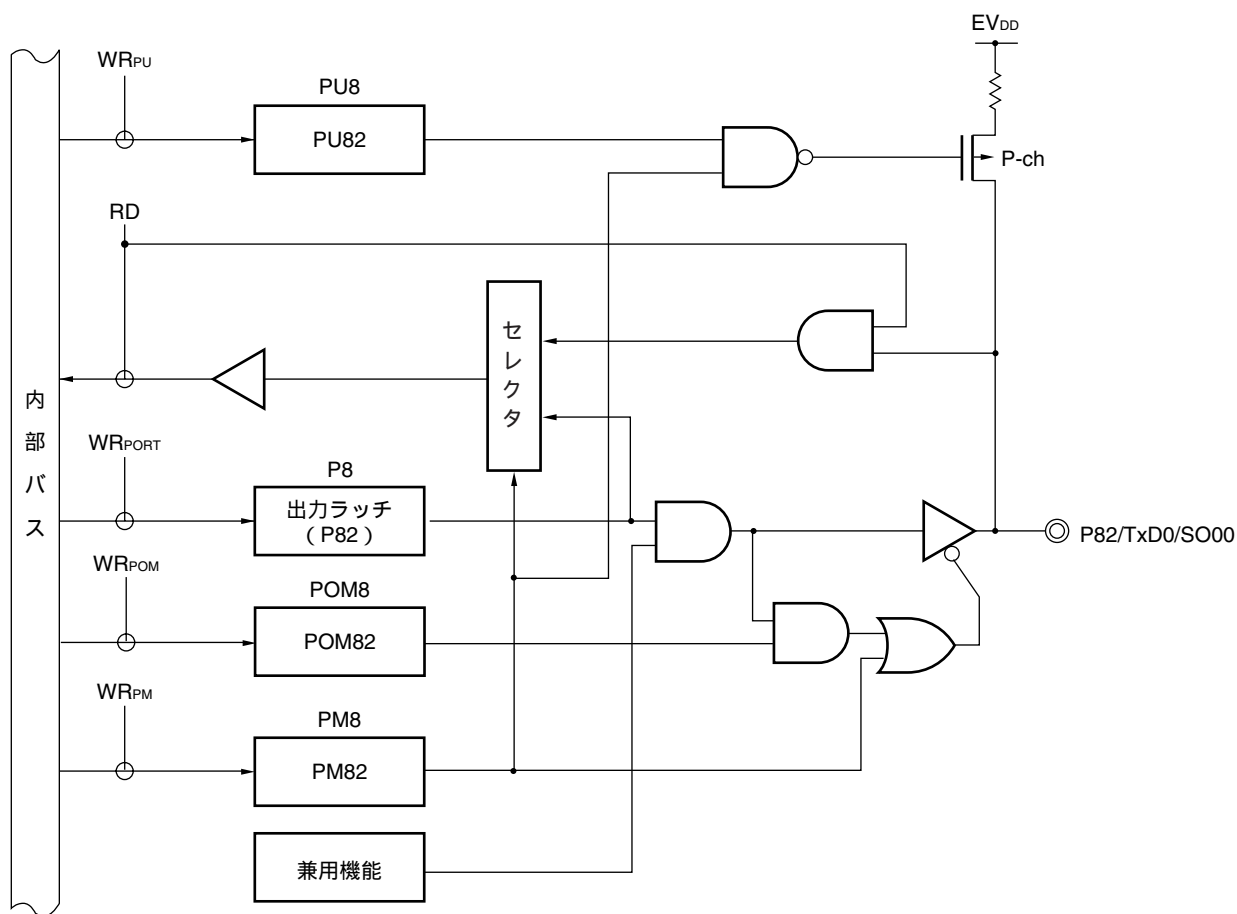 EVDD
WRPU
PU8
PU82
P-ch
RD
セレクタ
内部バス
WRPORT
P8
出力ラッチ
（P82）
P82/TxD0/SO00
WRPOM
POM8
POM82
WRPM
PM8
PM82
兼用機能